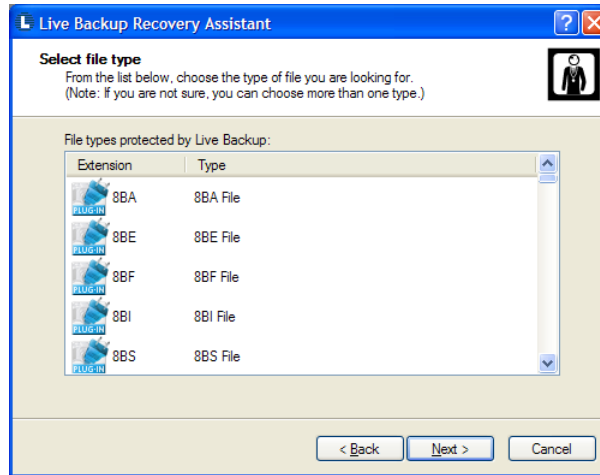 Live Backup Recovery Assistant
Select file type
From the list below, choose the type of file you are looking for.
(Note: If you are not sure, you can choose more than one type.)
File types protected by Live Backup:
Extension Type
PLUG-IN 8BA 8BA File
PLUG-IN 8BE 8BE File
PLUG-IN 8BF 8BF File
PLUG-IN 8BI 8BI File
PLUG-IN 8BS 8BS File
< Back Next > Cancel